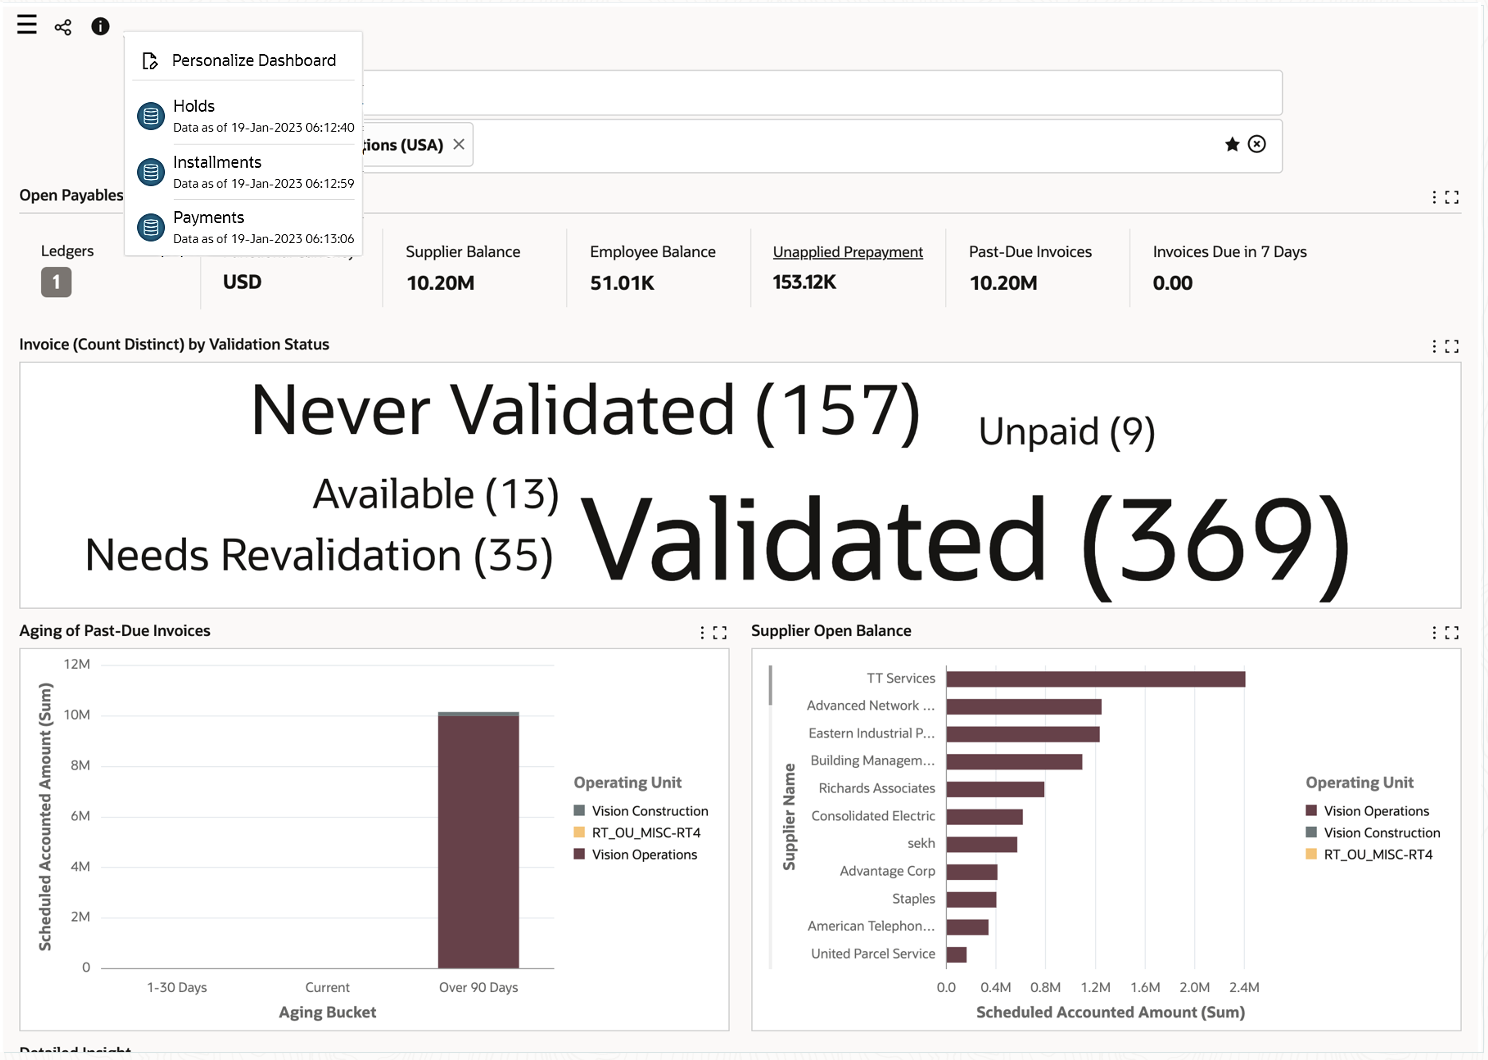 Personalize Dashboard
Holds
Data as of 19-Jan-2023 06:12:40
Installments
Data as of 19-Jan-2023 06:12:59
Payments
Data as of 19-Jan-2023 06:13:06
(USA)
Open Payables
Ledgers
1
USD
Supplier Balance
10.20M
Employee Balance
51.01K
Unapplied Prepayment
153.12K
Past-Due Invoices
10.20M
Invoices Due in 7 Days
0.00
Invoice (Count Distinct) by Validation Status
Never Validated (157)
Unpaid (9)
Available (13)
Validated (369)
Needs Revalidation (35)
Aging of Past-Due Invoices
Scheduled Accounted Amount (Sum)
12M
10M
8M
6M
4M
2M
0
1-30 Days
Current
Over 90 Days
Aging Bucket
Operating Unit
Vision Construction
RT_OU_MISC-RT4
Vision Operations
Supplier Open Balance
Supplier Name
TT Services
Advanced Network ...
Eastern Industrial P...
Building Managem...
Richards Associates
Consolidated Electric
sekh
Advantage Corp
Staples
American Telephon...
United Parcel Service
0.0
0.4M
0.8M
1.2M
1.6M
2.0M
2.4M
Scheduled Accounted Amount (Sum)
Operating Unit
Vision Operations
Vision Construction
RT_OU_MISC-RT4
Detailed Insight